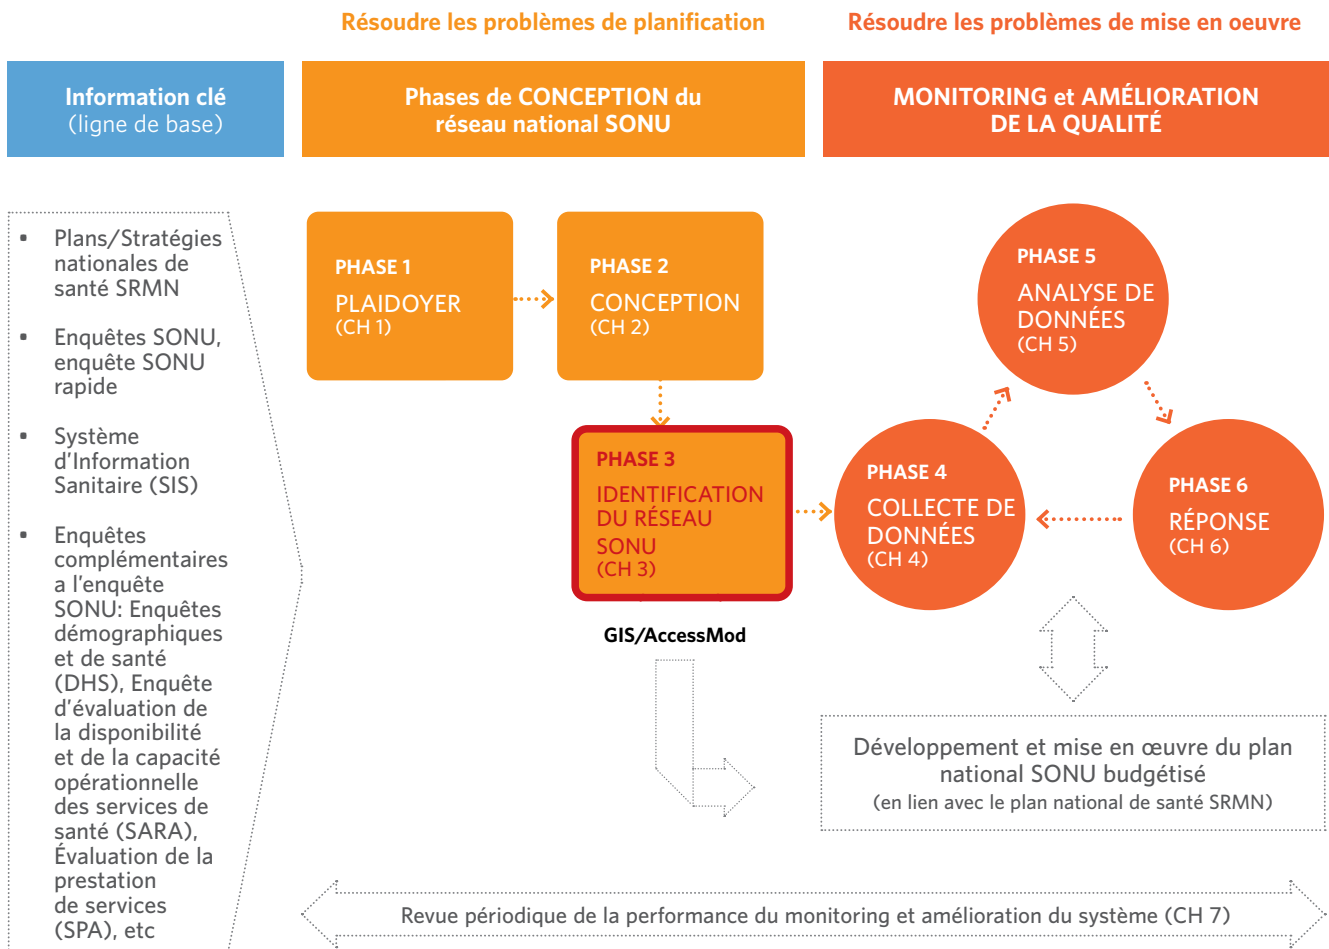 Résoudre les problèmes de planification
Résoudre les problèmes de mise en oeuvre
Information clé
(ligne de base)
Phases de CONCEPTION du
réseau national SONU
MONITORING et AMÉLIORATION
DE LA QUALITÉ
▪ Plans/Stratégies
nationales de
santé SRMN
▪ Enquêtes SONU,
enquête SONU
rapide
▪ Système
d'Information
Sanitaire (SIS)
▪ Enquêtes
complémentaires
a l'enquête
SONU: Enquêtes
démographiques
et de santé
(DHS), Enquête
d'évaluation de
la disponibilité
et de la capacité
opérationnelle
des services de
santé (SARA),
Évaluation de la
prestation
de services
(SPA), etc
PHASE 1
PLAIDOYER
(CH 1)
PHASE 2
CONCEPTION
(CH 2)
PHASE 3
IDENTIFICATION
DU RÉSEAU
SONU
(CH 3)
GIS/AccessMod
PHASE 4
COLLECTE DE
DONNÉES
(CH 4)
PHASE 5
ANALYSE DE
DONNÉES
(CH 5)
PHASE 6
RÉPONSE
(CH 6)
Développement et mise en œuvre du plan
national SONU budgétisé
(en lien avec le plan national de santé SRMN)
Revue périodique de la performance du monitoring et amélioration du système (CH 7)